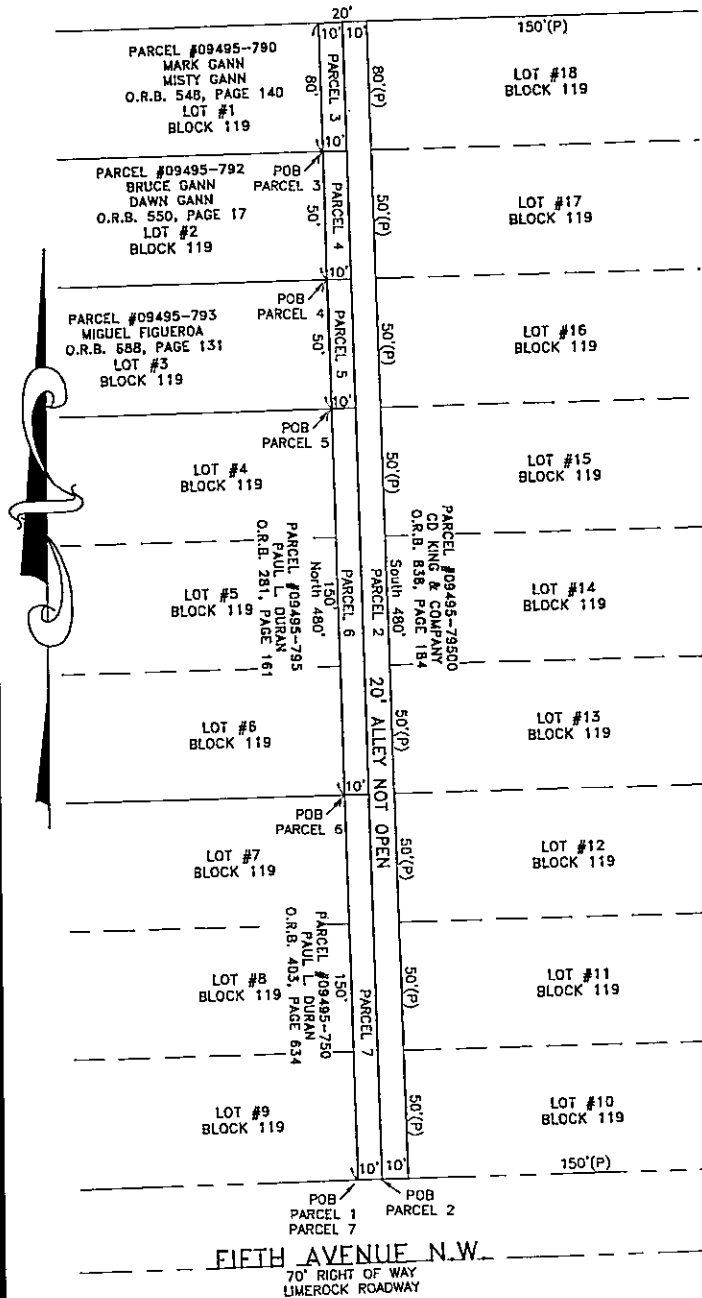 20'
10' 10'
150'(P)
PARCEL #09495-790
MARK GANN
MISTY GANN
O.R.B. 548, PAGE 140
LOT #1
BLOCK 119
80'
PARCEL 3
80'(P)
LOT #18
BLOCK 119
10'
POB
PARCEL 3
PARCEL #09495-792
BRUCE GANN
DAWN GANN
O.R.B. 550, PAGE 17
LOT #2
BLOCK 119
50'
PARCEL 4
50'(P)
LOT #17
BLOCK 119
10'
POB
PARCEL 4
PARCEL #09495-793
MIGUEL FIGUEROA
O.R.B. 688, PAGE 131
LOT #3
BLOCK 119
50'
PARCEL 5
50'(P)
LOT #16
BLOCK 119
10'
POB
PARCEL 5
LOT #4
BLOCK 119
50'(P)
LOT #15
BLOCK 119
PARCEL #09495-795
PAUL L. DURAN
O.R.B. 281, PAGE 161
150'
North 480'
PARCEL 6
PARCEL 2
South 480'
PARCEL #09495-79500
CD KING & COMPANY
O.R.B. 838, PAGE 184
LOT #5
BLOCK 119
LOT #14
BLOCK 119
LOT #6
BLOCK 119
20' ALLEY NOT OPEN
50'(P)
LOT #13
BLOCK 119
10'
POB
PARCEL 6
LOT #7
BLOCK 119
50'(P)
LOT #12
BLOCK 119
PARCEL #09495-750
PAUL L. DURAN
O.R.B. 403, PAGE 634
150'
PARCEL 7
LOT #8
BLOCK 119
50'(P)
LOT #11
BLOCK 119
LOT #9
BLOCK 119
50'(P)
LOT #10
BLOCK 119
10' 10'
150'(P)
POB
PARCEL 1
PARCEL 7
POB
PARCEL 2
FIFTH AVENUE N.W.
70' RIGHT OF WAY
LIMEROCK ROADWAY